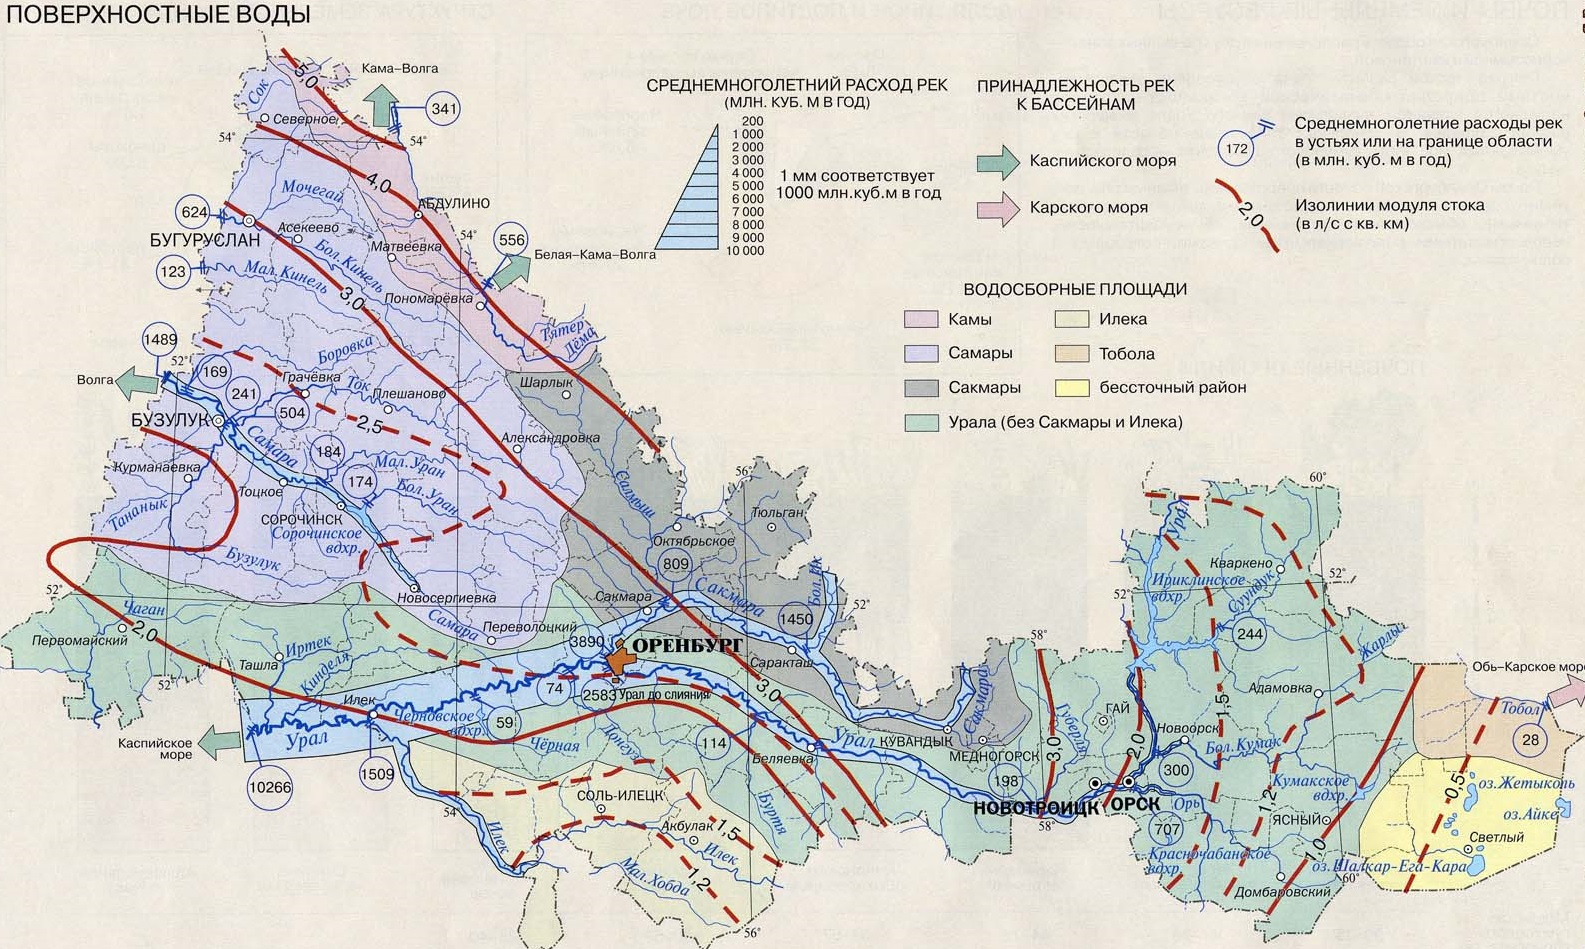 ПОВЕРХНОСТНЫЕ ВОДЫ
СРЕДНЕМНОГОЛЕТНИЙ РАСХОД РЕК
(МЛН. КУБ. М В ГОД)
200
1 000
2 000
3 000
4 000
5 000
6 000
7 000
8 000
9 000
10 000
1 мм соответствует
1000 млн.куб.м в год
ПРИНАДЛЕЖНОСТЬ РЕК
К БАССЕЙНАМ
Каспийского моря
Карского моря
172
Среднемноголетние расходы рек
в устьях или на границе области
(в млн. куб. м в год)
2,0
Изолинии модуля стока
(в л/с с кв. км)
ВОДОСБОРНЫЕ ПЛОЩАДИ
Камы
Самары
Сакмары
Урала (без Сакмары и Илека)
Илека
Тобола
бессточный район
5,0
Кама–Волга
Сок
341
Северное
54°
54°
4,0
Мочегай
АБДУЛИНО
624
БУГУРУСЛАН
Асекеево
54°
556
Матвеевка
Белая–Кама–Волга
Бол.Кинель
123
Мал.Кинель
3,0
Пономарёвка
Тятер
Дёма
1489
52°
Боровка
169
Волга
Грачёвка
Ток
Шарлык
241
Плешаново
504
БУЗУЛУК
2,5
Самара
Александровка
184
Мал.Уран
Курманаевка
174
56°
60°
Салмыш
Тоцкое
Бол.Уран
Тананык
СОРОЧИНСК
Тюльган
Урал
Сорочинское
вдхр.
Октябрьское
Бузулук
809
Кваркено
52°
Бол.Ик
Ириклинское
вдхр.
Суундук
52°
Новосергиевка
Сакмара
Сакмара
52°
52°
Чаган
1450
2,0
Первомайский
Самара
Переволоцкий
3890
ОРЕНБУРГ
58°
244
Жарлы
Иртек
Ташла
Саракташ
Обь–Карское море
52°
Кинделя
74
2583
Урал до слияния
3,0
Сакмара
Адамовка
1,5
Илек
Черновское
вдхр.
59
ГАЙ
Губерля
Тобол
28
Каспийское
море
Урал
Чёрная
Донгуз
114
Урал
КУВАНДЫК
3,0
2,0
Новоорск
Бол.Кумак
Беляевка
МЕДНОГОРСК
10266
1509
198
300
Кумакское
вдхр.
0,5
оз.Жетыколь
СОЛЬ-ИЛЕЦК
НОВОТРОИЦК
ОРСК
Орь
1,2
54°
Буртя
58°
ЯСНЫЙ
оз.Айке
Илек
Акбулак
1,5
707
Светлый
Илек
Красночабанское
вдхр.
1,0
оз.Шалкар-Ега-Кара
Мал.Хобда
1,2
60°
Домбаровский
56°